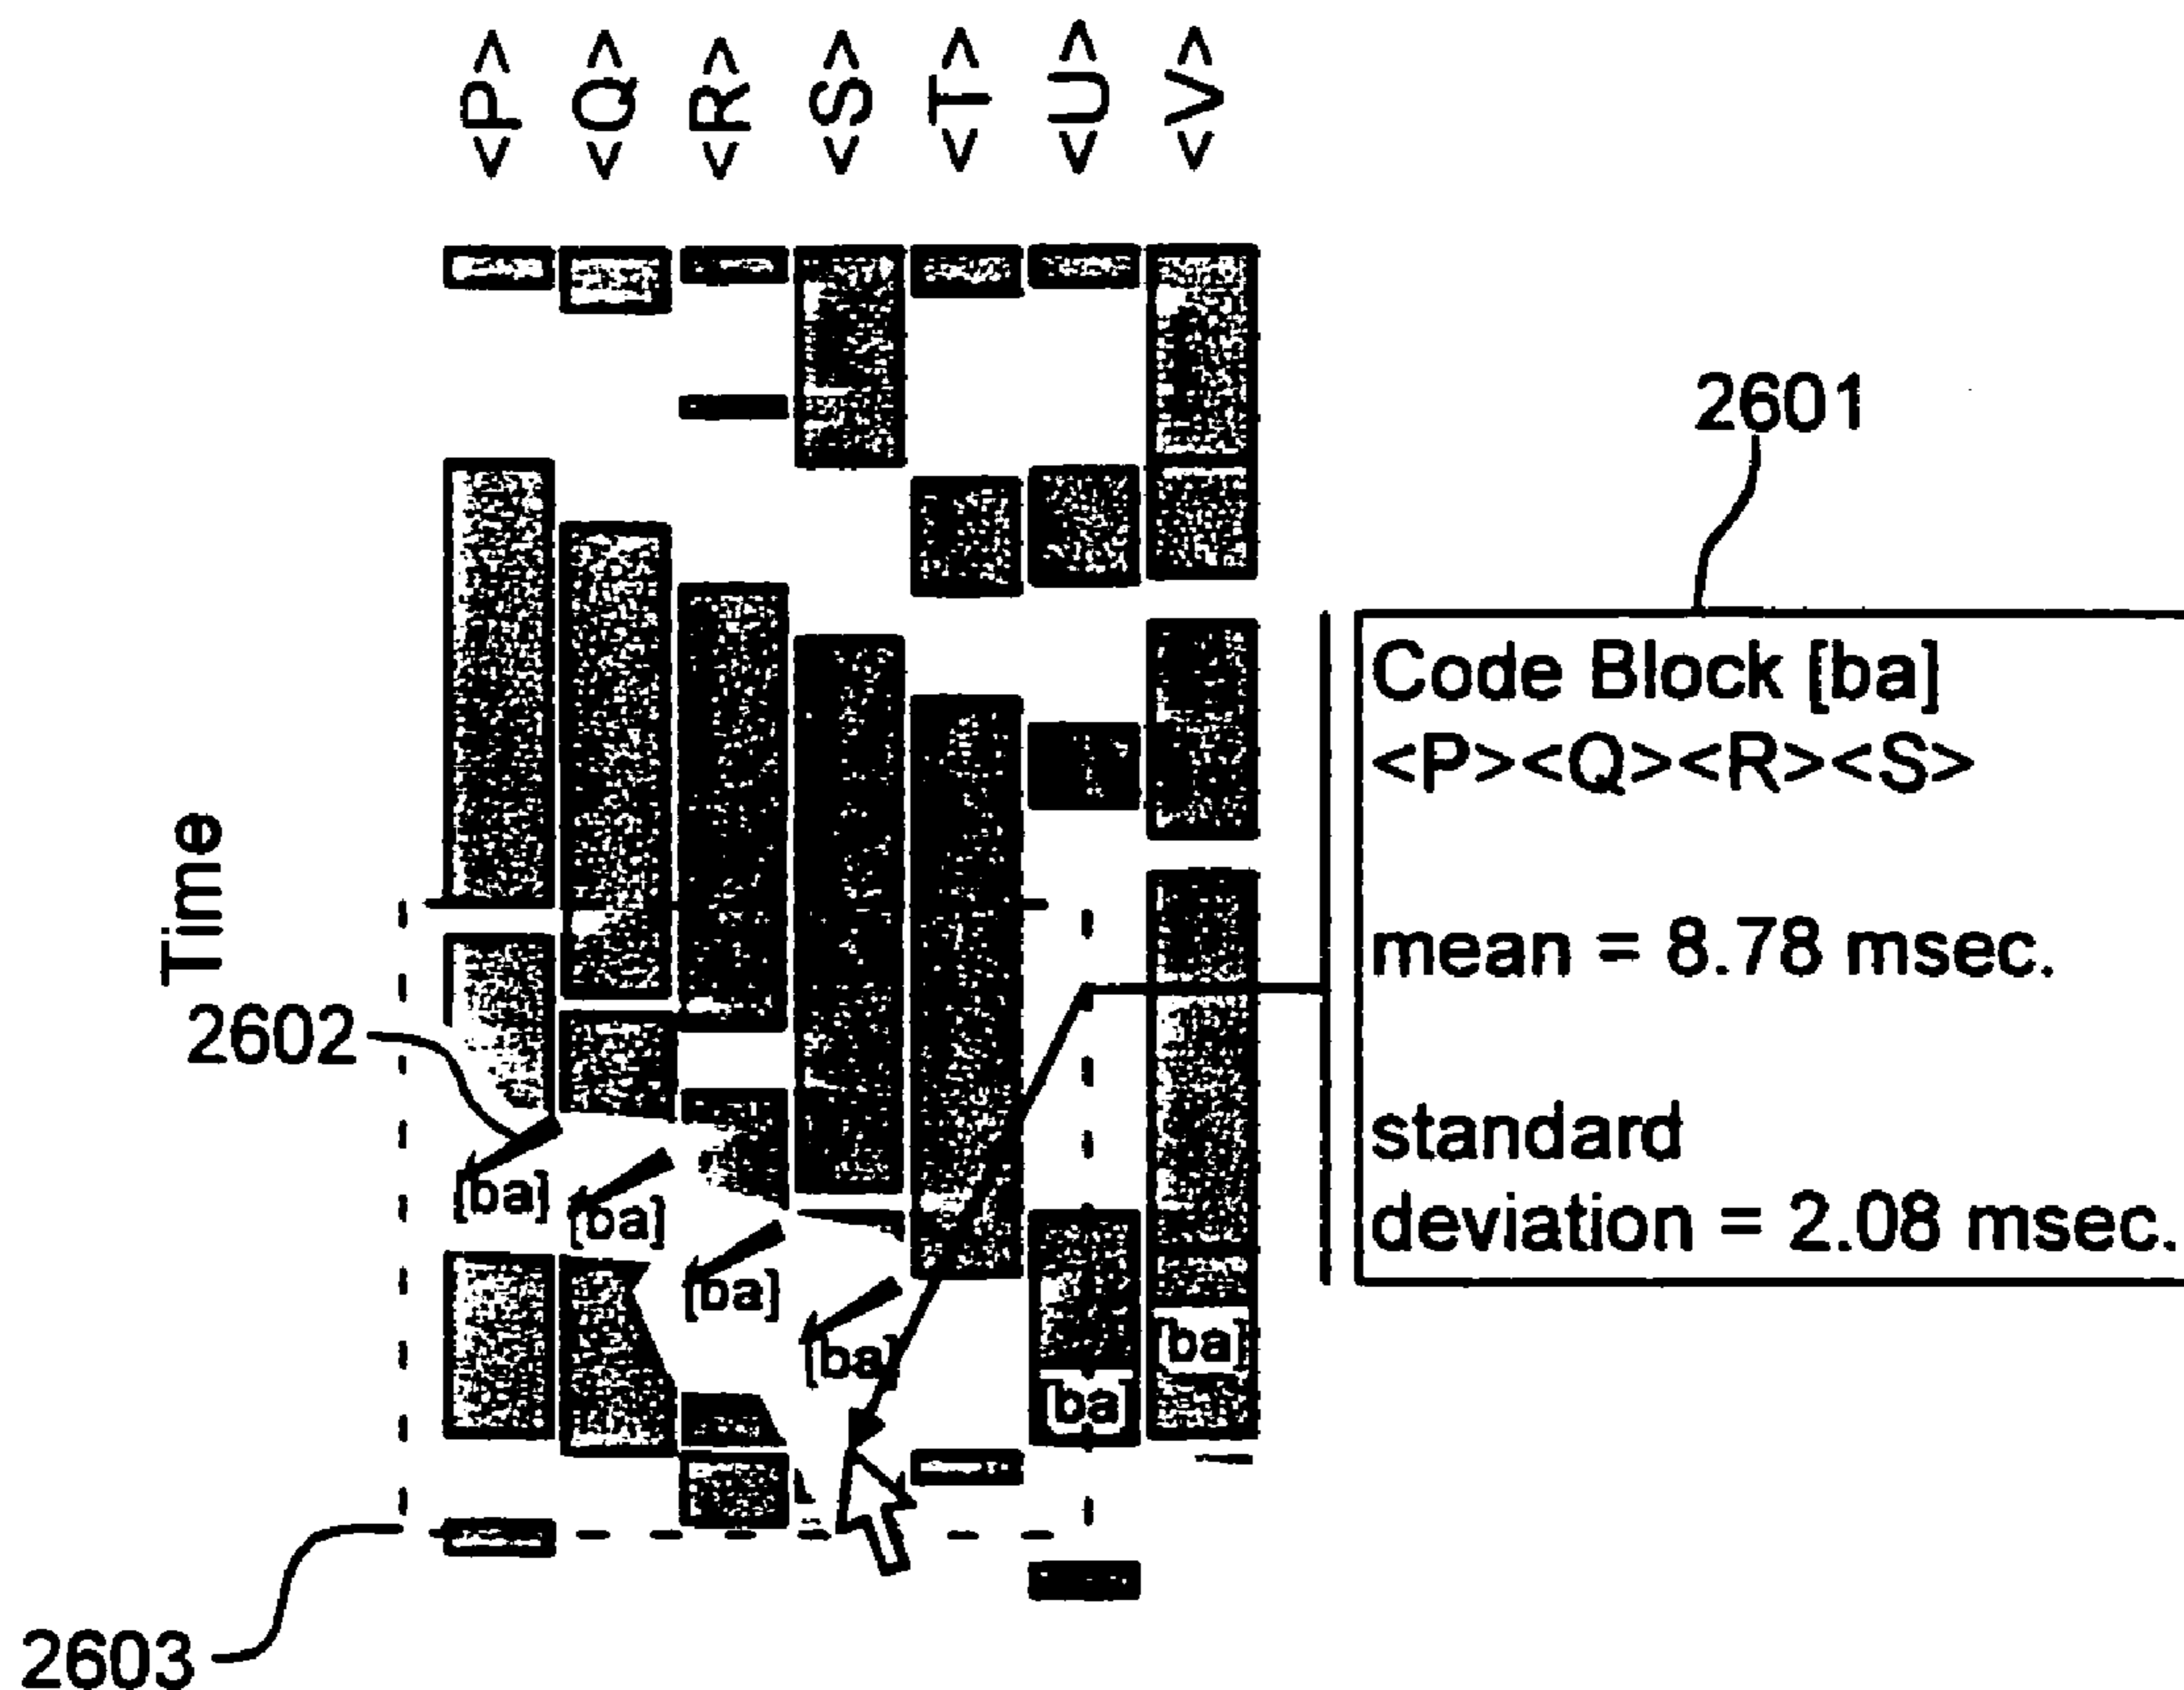 <P> <Q> <R> <S> <T> <U> <V>
2601
Code Block [ba]
<P><Q><R><S>
mean = 8.78 msec.
standard
deviation = 2.08 msec.
Time
2602
[ba]
[ba]
[ba]
[ba]
[ba]
[ba]
2603